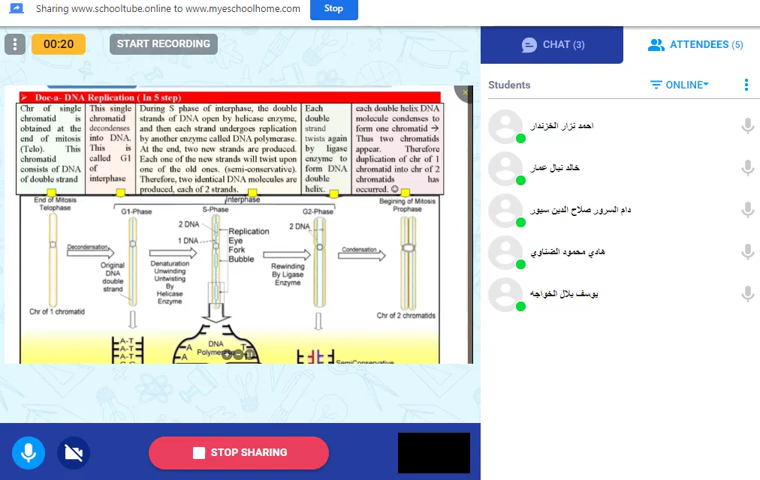 Sharing www.schooltube.online to www.myeschoolhome.com
Stop
00:20
START RECORDING
CHAT (3)
ATTENDEES (5)
Students
ONLINE
احمد نزار الخزندار
خالد نبال عمار
دام السرور صلاح الدين سبور
هادي محمود الضناوي
يوسف بلال الخواجه
Doc-a- DNA Replication ( In 5 step)
Chr of single
chromatid is
obtained at the
end of mitosis
(Telo). This
chromatid
consists of DNA
of double strand
This single
chromatid
decondenses
into DNA.
This is
called G1
of
interphase
During S phase of interphase, the double
strands of DNA open by helicase enzyme,
and then each strand undergoes replication
by another enzyme called DNA polymerase.
At the end, two new strands are produced.
Each one of the new strands will twist upon
one of the old ones. (semi-conservative).
Therefore, two identical DNA molecules are
produced, each of 2 strands.
Each
double
strand
twists again
by ligase
enzyme to
form DNA
double
helix.
each double helix DNA
molecule condenses to
form one chromatid →
Thus two chromatids
appear. Therefore
duplication of chr of 1
chromatid into chr of 2
chromatids has
occurred. ☺
End of Mitosis
Telophase
Interphase
G1-Phase
S-Phase
G2-Phase
Begining of Mitosis
Prophase
2 DNA
1 DNA
Replication
Eye
Fork
Bubble
2 DNA
Decondensation
Original
DNA
double
strand
Denaturation
Unwinding
Untwisting
By
Helicase
Enzyme
Rewinding
By Ligase
Enzyme
Condensation
Chr of 1 chromatid
Chr of 2 chromatids
A-T
A-T
A
A
DNA
T
SemiConservative
STOP SHARING